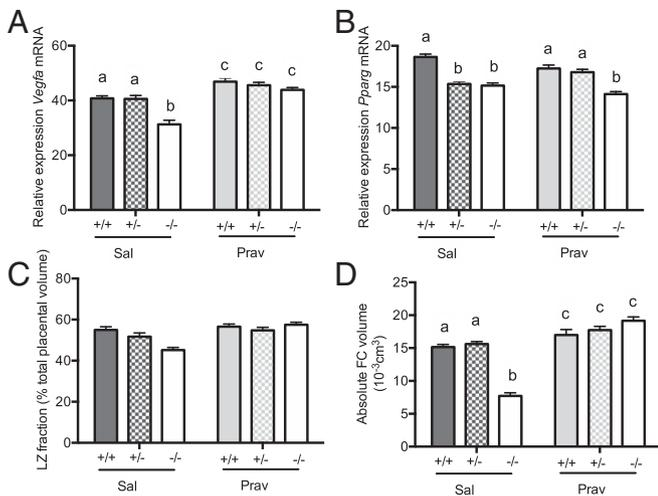 A
Relative expression Vegfa mRNA
60
40
20
0
a a b c c c
+/+ +/- -/- +/+ +/- -/-
Sal Prav
B
Relative expression Pparg mRNA
20
15
10
5
0
a b b a a b
+/+ +/- -/- +/+ +/- -/-
Sal Prav
C
LZ fraction (% total placental volume)
80
60
40
20
0
+/+ +/- -/- +/+ +/- -/-
Sal Prav
D
Absolute FC volume
(10-3cm3)
25
20
15
10
5
0
a a b c c c
+/+ +/- -/- +/+ +/- -/-
Sal Prav